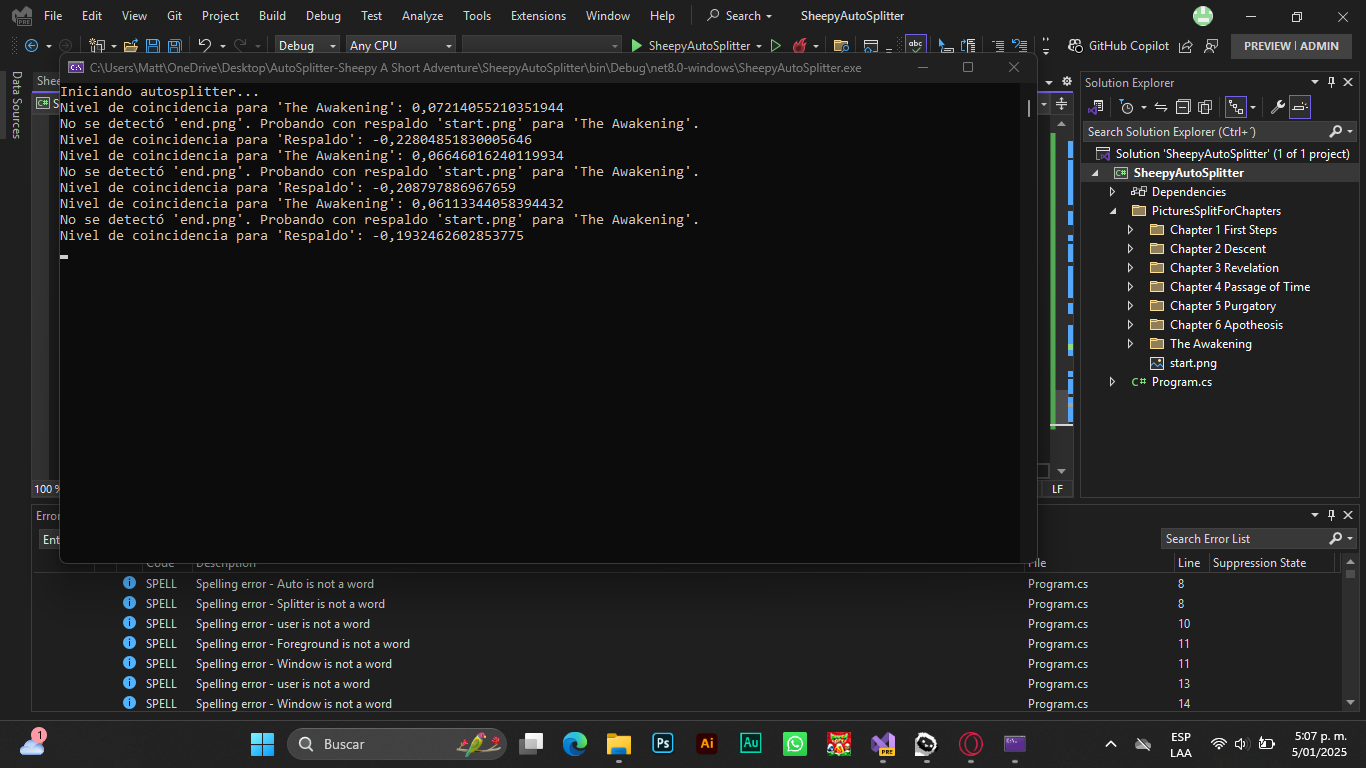 File Edit View Git Project Build Debug Test Analyze Tools Extensions Window Help Search SheepyAutoSplitter
Debug Any CPU SheepyAutoSplitter GitHub Copilot PREVIEW | ADMIN
C:\Users\Matt\OneDrive\Desktop\AutoSplitter-Sheepy A Short Adventure\SheepyAutoSplitter\bin\Debug\net8.0-windows\SheepyAutoSplitter.exe
Data Sources
Iniciando autosplitter...
Nivel de coincidencia para 'The Awakening': 0,07214055210351944
No se detectó 'end.png'. Probando con respaldo 'start.png' para 'The Awakening'.
Nivel de coincidencia para 'Respaldo': -0,22804851830005646
Nivel de coincidencia para 'The Awakening': 0,06646016240119934
No se detectó 'end.png'. Probando con respaldo 'start.png' para 'The Awakening'.
Nivel de coincidencia para 'Respaldo': -0,208797886967659
Nivel de coincidencia para 'The Awakening': 0,06113344058394432
No se detectó 'end.png'. Probando con respaldo 'start.png' para 'The Awakening'.
Nivel de coincidencia para 'Respaldo': -0,1932462602853775
Solution Explorer
Search Solution Explorer (Ctrl+´)
Solution 'SheepyAutoSplitter' (1 of 1 project)
SheepyAutoSplitter
Dependencies
PicturesSplitForChapters
Chapter 1 First Steps
Chapter 2 Descent
Chapter 3 Revelation
Chapter 4 Passage of Time
Chapter 5 Purgatory
Chapter 6 Apotheosis
The Awakening
start.png
C# Program.cs
100 %
LF
Search Error List
Code Description File Line Suppression State
SPELL Spelling error - Auto is not a word Program.cs 8
SPELL Spelling error - Splitter is not a word Program.cs 8
SPELL Spelling error - user is not a word Program.cs 10
SPELL Spelling error - Foreground is not a word Program.cs 11
SPELL Spelling error - Window is not a word Program.cs 11
SPELL Spelling error - user is not a word Program.cs 13
SPELL Spelling error - Window is not a word Program.cs 14
1 Buscar Ps Ai Au PRE ESP 5:07 p. m.
LAA 5/01/2025